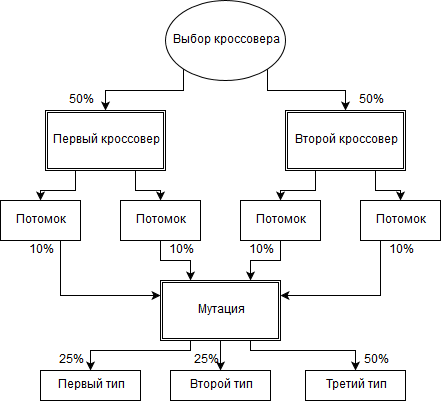 Выбор кроссовера
50%
50%
Первый кроссовер
Второй кроссовер
Потомок
Потомок
Потомок
Потомок
10%
10%
10%
10%
Мутация
25%
25%
50%
Первый тип
Второй тип
Третий тип